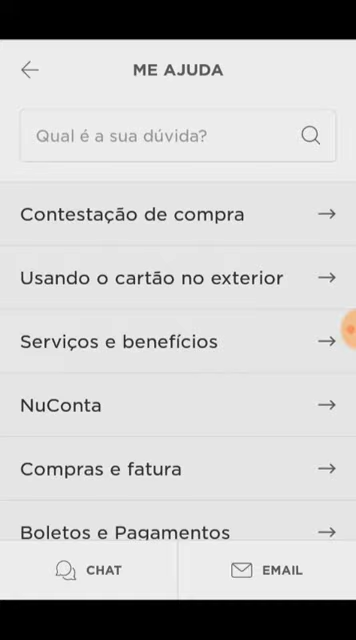 ME AJUDA
Qual é a sua dúvida?
Contestação de compra
Usando o cartão no exterior
Serviços e benefícios
NuConta
Compras e fatura
Boletos e Pagamentos
CHAT
EMAIL